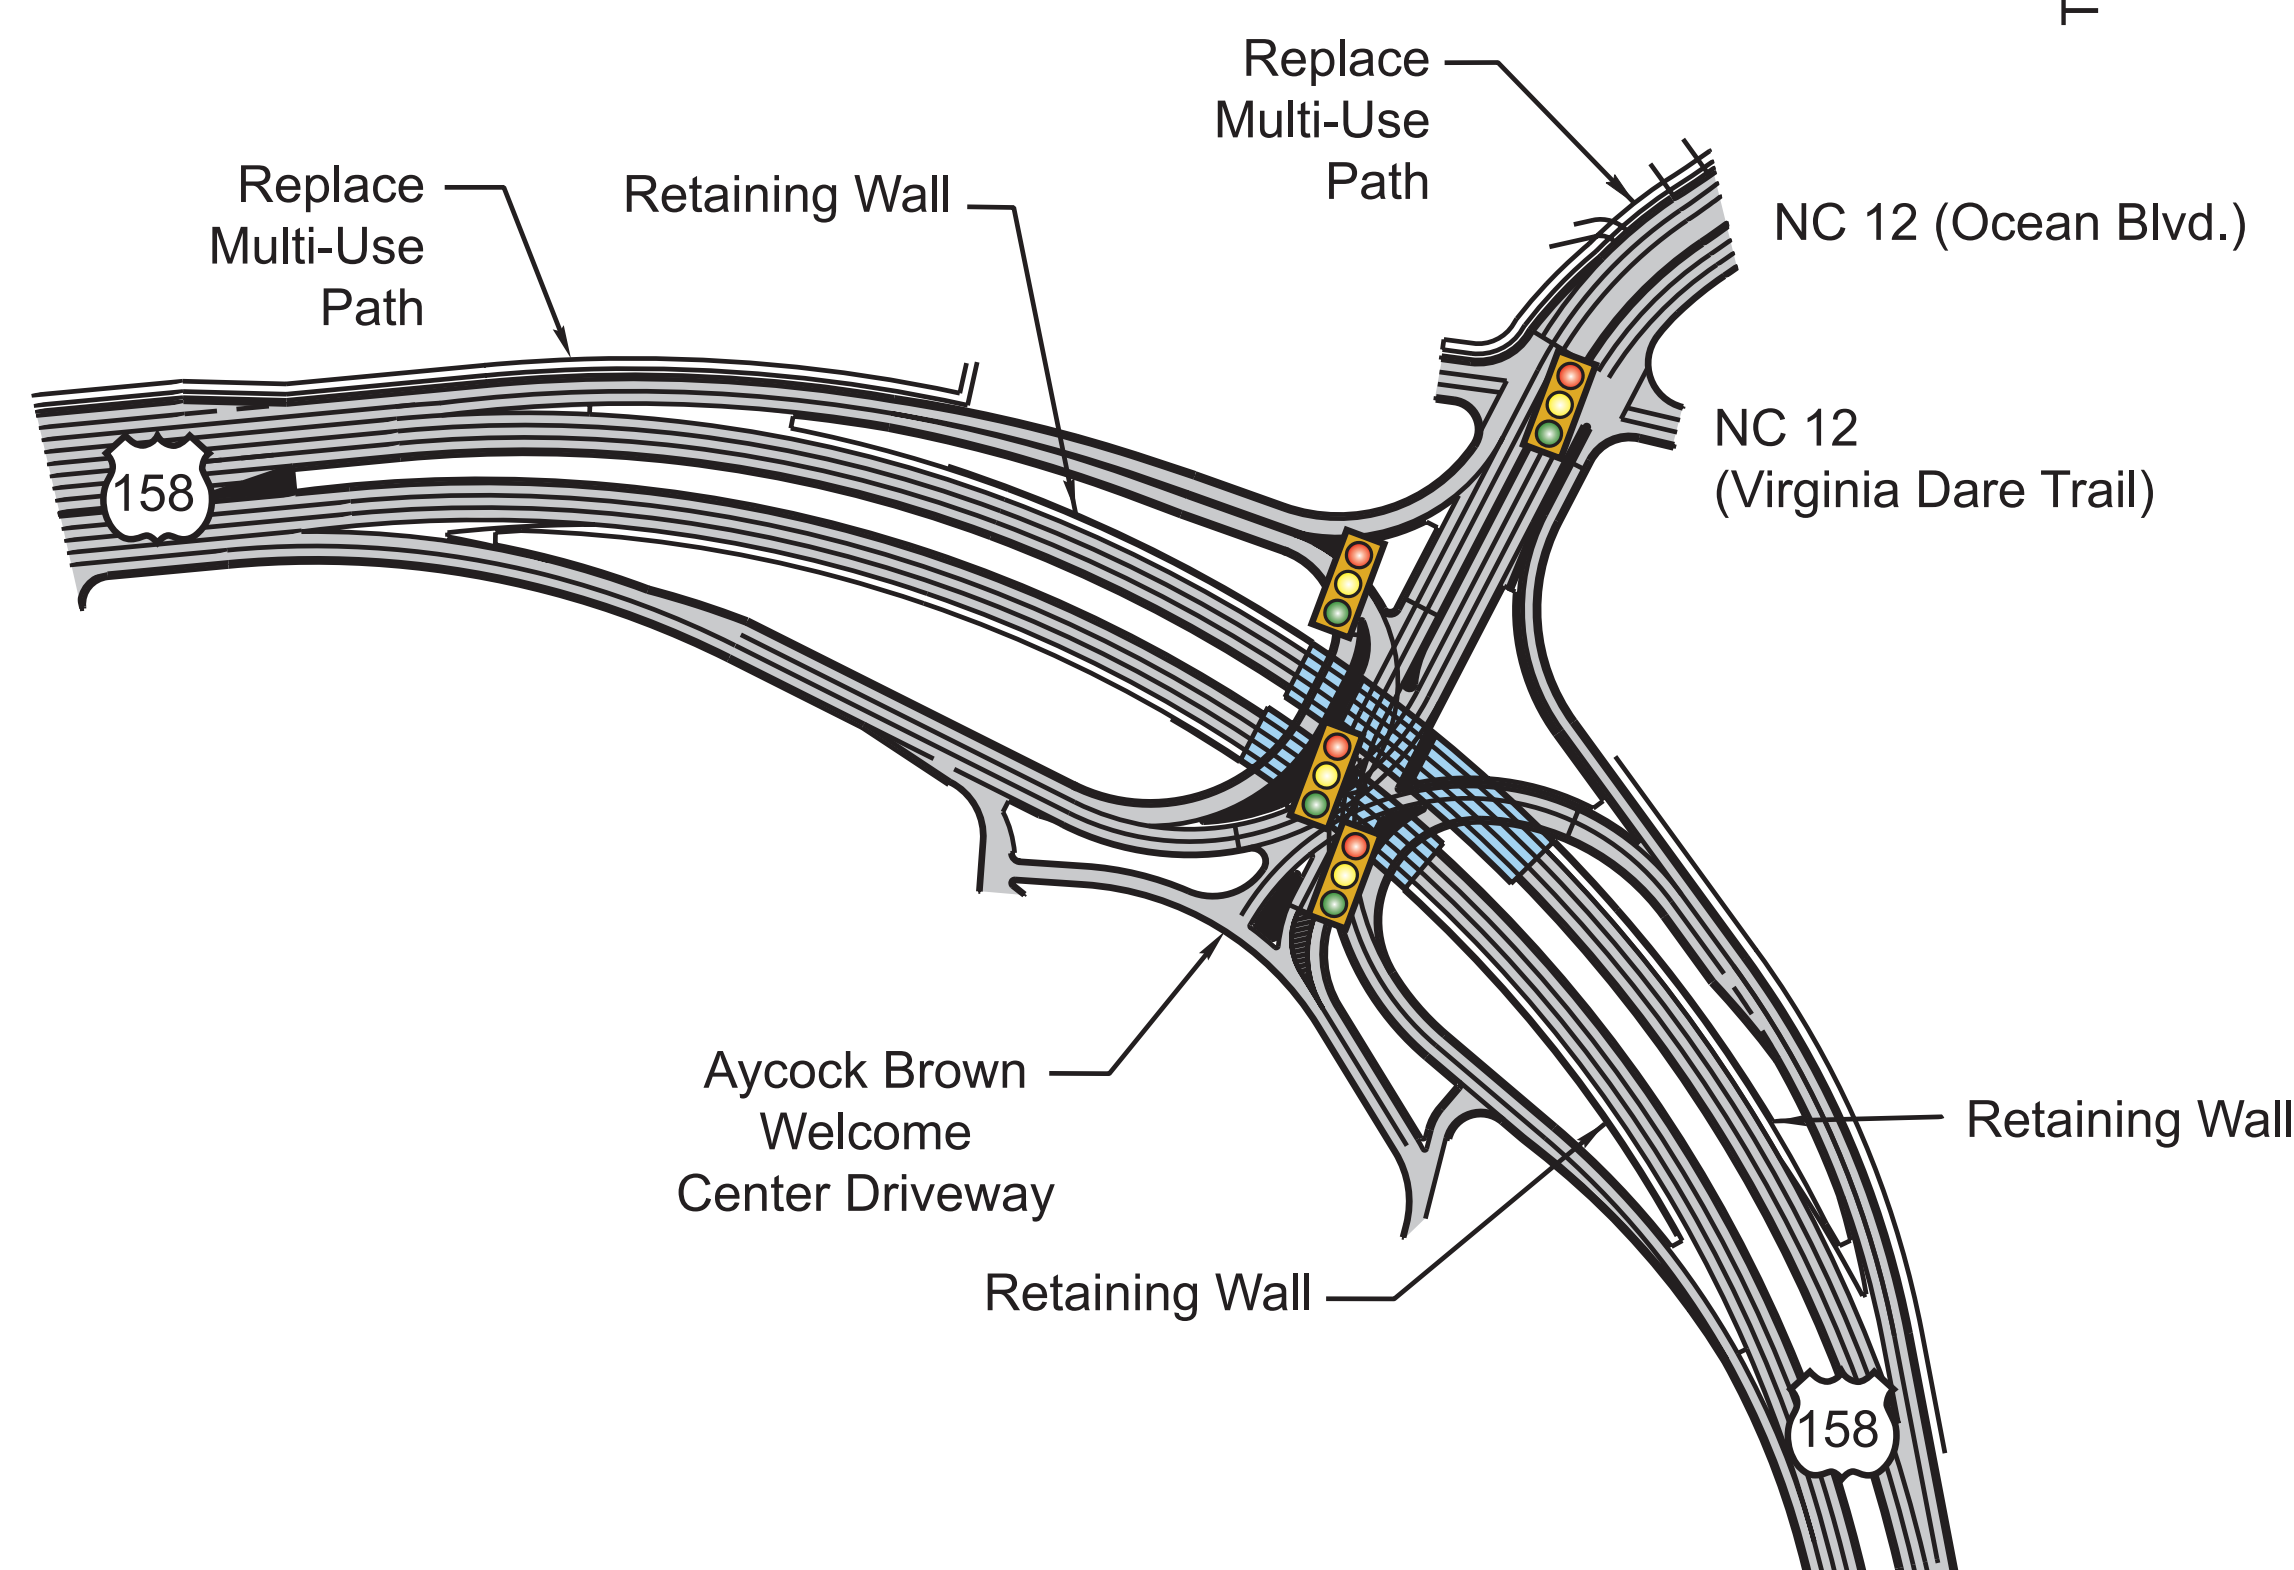 Replace
Multi-Use
Path
Replace
Multi-Use
Path
Retaining Wall
NC 12 (Ocean Blvd.)
NC 12
(Virginia Dare Trail)
158
Aycock Brown
Welcome
Center Driveway
Retaining Wall
Retaining Wall
158